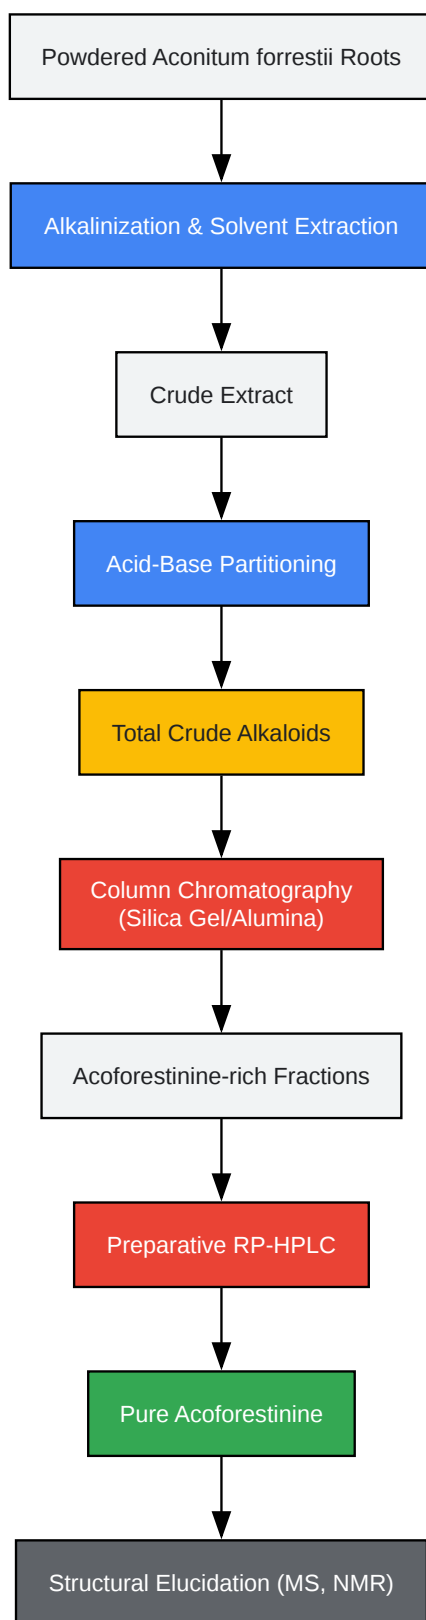 Powdered Aconitum forrestii Roots
Alkalinization & Solvent Extraction
Crude Extract
Acid-Base Partitioning
Total Crude Alkaloids
Column Chromatography
(Silica Gel/Alumina)
Acoforestinine-rich Fractions
Preparative RP-HPLC
Pure Acoforestinine
Structural Elucidation (MS, NMR)